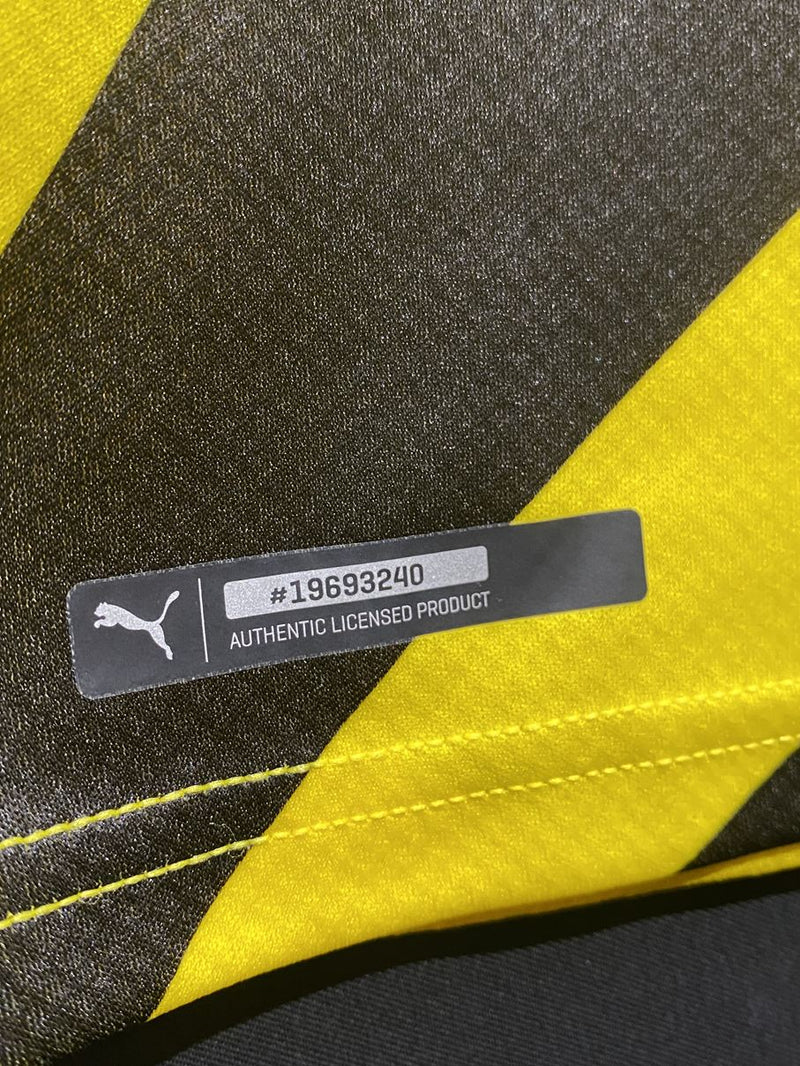 #19693240
AUTHENTIC LICENSED PRODUCT